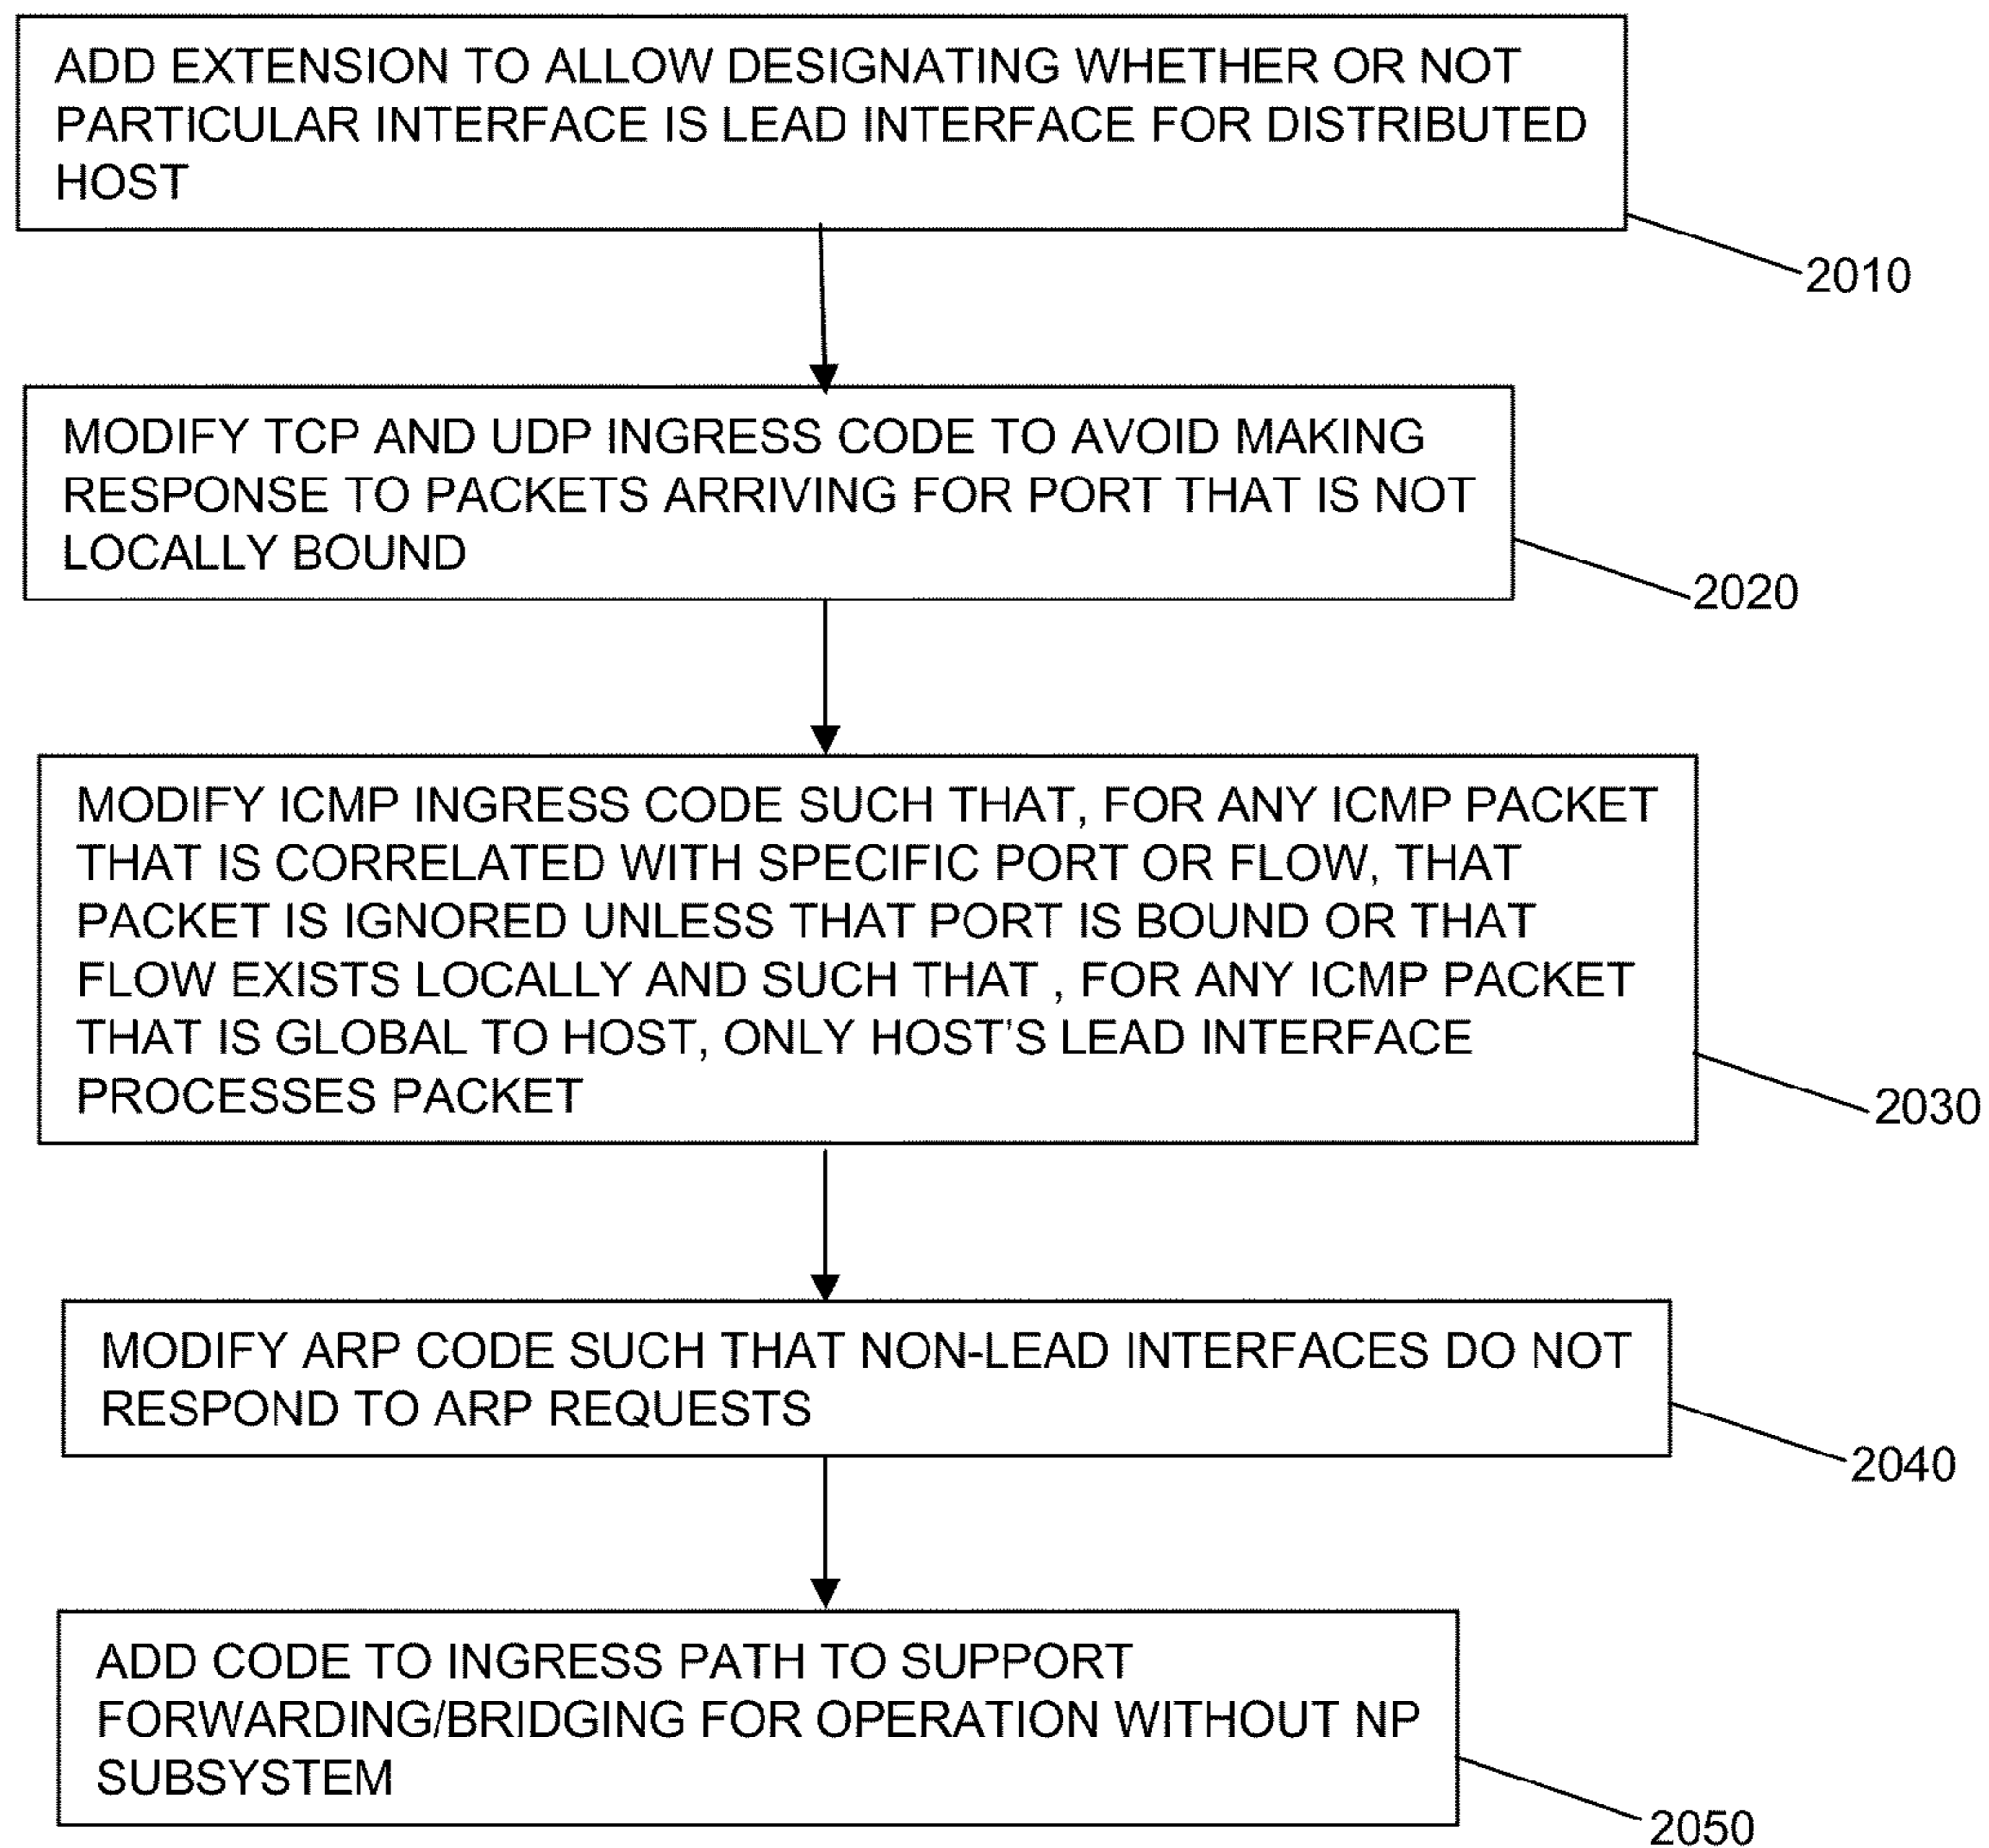 ADD EXTENSION TO ALLOW DESIGNATING WHETHER OR NOT
PARTICULAR INTERFACE IS LEAD INTERFACE FOR DISTRIBUTED
HOST
2010
MODIFY TCP AND UDP INGRESS CODE TO AVOID MAKING
RESPONSE TO PACKETS ARRIVING FOR PORT THAT IS NOT
LOCALLY BOUND
2020
MODIFY ICMP INGRESS CODE SUCH THAT, FOR ANY ICMP PACKET
THAT IS CORRELATED WITH SPECIFIC PORT OR FLOW, THAT
PACKET IS IGNORED UNLESS THAT PORT IS BOUND OR THAT
FLOW EXISTS LOCALLY AND SUCH THAT , FOR ANY ICMP PACKET
THAT IS GLOBAL TO HOST, ONLY HOST'S LEAD INTERFACE
PROCESSES PACKET
2030
MODIFY ARP CODE SUCH THAT NON-LEAD INTERFACES DO NOT
RESPOND TO ARP REQUESTS
2040
ADD CODE TO INGRESS PATH TO SUPPORT
FORWARDING/BRIDGING FOR OPERATION WITHOUT NP
SUBSYSTEM
2050